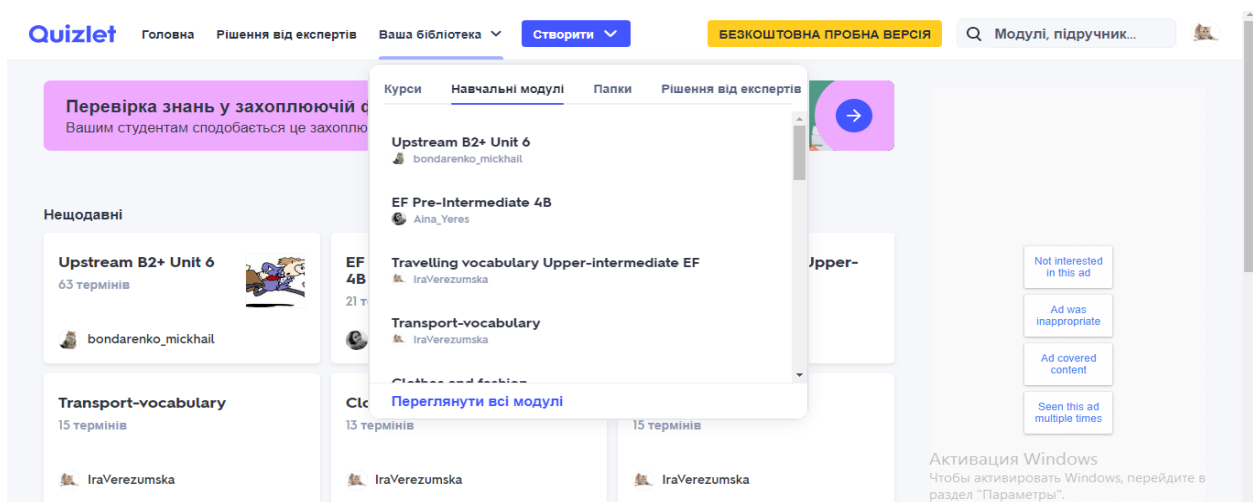 Quizlet
Головна
Рішення від експертів
Ваша бібліотека
Створити
БЕЗКОШТОВНА ПРОБНА ВЕРСІЯ
Модулі, підручник...
Перевірка знань у захоплюючій
Вашим студентам сподобається це
Курси
Навчальні модулі
Папки
Рішення від експертів
Upstream B2+ Unit 6
bondarenko_mickhail
EF Pre-Intermediate 4B
Aina_Yeres
Travelling vocabulary Upper-intermediate EF
IraVerezumska
Transport-vocabulary
IraVerezumska
Clothes and fashion
Переглянути всі модулі
Нещодавні
Upstream B2+ Unit 6
63 термінів
bondarenko_mickhail
EF
4B
21
Upper-
Transport-vocabulary
15 термінів
IraVerezumska
13 термінів
IraVerezumska
15 термінів
IraVerezumska
Not interested
in this ad
Ad was
inappropriate
Ad covered
content
Seen this ad
multiple times
Активация Windows
Чтобы активировать Windows, перейдите в
раздел "Параметры".